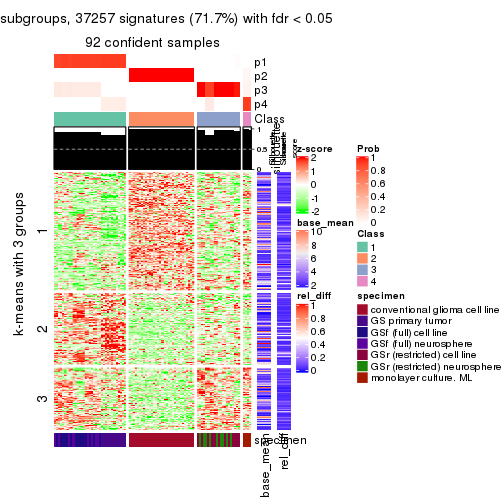 subgroups, 37257 signatures (71.7%) with fdr < 0.05
92 confident samples
p1
p2
p3
p4
Class
1
0.5
0
silhouette
score
k-means with 3 groups
1
2
3
specimen
base_mean
rel_diff
z-score
2
1
0
-1
-2
base_mean
10
8
6
4
2
rel_diff
1
0.8
0.6
0.4
0.2
0
Prob
1
0.8
0.6
0.4
0.2
0
Class
1
2
3
4
specimen
conventional glioma cell line
GS primary tumor
GSf (full) cell line
GSf (full) neurosphere
GSr (restricted) cell line
GSr (restricted) neurosphere
monolayer culture. ML